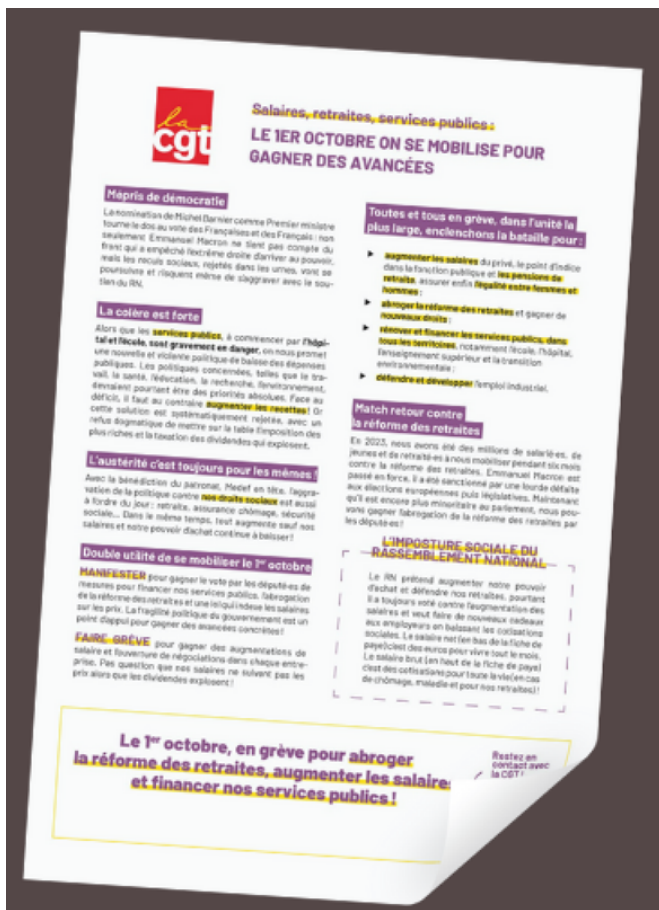 la
cgt
Salaires, retraites, services publics :
LE 1ER OCTOBRE ON SE MOBILISE POUR
GAGNER DES AVANCÉES
Mépris de démocratie
La nomination de Michel Barnier comme Premier ministre
tourne le dos au vote des Françaises et des Français : non
seulement Emmanuel Macron ne tient pas compte du
front qui a empêché l'extrême droite d'arriver au pouvoir,
mais les reculs sociaux, rejetés dans les urnes, vont se
poursuivre et risquent même de s'aggraver avec le sou-
tien du RN.
La colère est forte
Alors que les services publics, à commencer par l'hôpi-
tal et l'école, sont gravement en danger, on nous promet
une nouvelle et violente politique de baisse des dépenses
publiques. Les politiques concernées, telles que le tra-
vail, la santé, l'éducation, la recherche, l'environnement,
devraient pourtant être des priorités absolues. Face au
déficit, il faut au contraire augmenter les recettes! Or
cette solution est systématiquement rejetée, avec un
refus dogmatique de mettre sur la table l'imposition des
plus riches et la taxation des dividendes qui explosent.
L'austérité c'est toujours pour les mêmes !
Avec la bénédiction du patronat, Medef en tête, l'aggra-
vation de la politique contre nos droits sociaux est aussi
à l'ordre du jour : retraite, assurance chômage, sécurité
sociale... Dans le même temps, tout augmente sauf nos
salaires et notre pouvoir d'achat continue à baisser!
Double utilité de se mobiliser le 1er octobre
MANIFESTER pour gagner le vote par les député·es de
mesures pour financer nos services publics, l'abrogation
de la réforme des retraites et une loi qui indexe les salaires
sur les prix. La fragilité politique du gouvernement est un
point d'appui pour gagner des avancées concrètes!
FAIRE GRÈVE pour gagner des augmentations de
salaire et l'ouverture de négociations dans chaque entre-
prise. Pas question que nos salaires ne suivent pas les
prix alors que les dividendes explosent!
Toutes et tous en grève, dans l'unité la
plus large, enclenchons la bataille pour :
► augmenter les salaires du privé, le point d'indice
dans la fonction publique et les pensions de
retraite, assurer enfin l'égalité entre femmes et
hommes ;
► abroger la réforme des retraites et gagner de
nouveaux droits ;
► rénover et financer les services publics, dans
tous les territoires, notamment l'école, l'hôpital,
l'enseignement supérieur et la transition
environnementale ;
► défendre et développer l'emploi industriel.
Match retour contre
la réforme des retraites
En 2023, nous avons été des millions de salarié·es, de
jeunes et de retraité·es à nous mobiliser pendant six mois
contre la réforme des retraites. Emmanuel Macron est
passé en force, il a été sanctionné par une lourde défaite
aux élections européennes puis législatives. Maintenant
qu'il est encore plus minoritaire au parlement, nous pou-
vons gagner l'abrogation de la réforme des retraites par
les député·es!
L'IMPOSTURE SOCIALE DU
RASSEMBLEMENT NATIONAL
Le RN prétend augmenter notre pouvoir
d'achat et défendre nos retraites, pourtant
il a toujours voté contre l'augmentation des
salaires et veut faire de nouveaux cadeaux
aux employeurs en baissant les cotisations
sociales. Le salaire net (en bas de la fiche de
paye) c'est des euros pour vivre tout le mois.
Le salaire brut (en haut de la fiche de paye)
c'est des cotisations pour toute la vie (en cas
de chômage, maladie et pour nos retraites)!
Le 1er octobre, en grève pour abroger
la réforme des retraites, augmenter les salaires
et financer nos services publics !
Restez en
contact avec
la CGT !